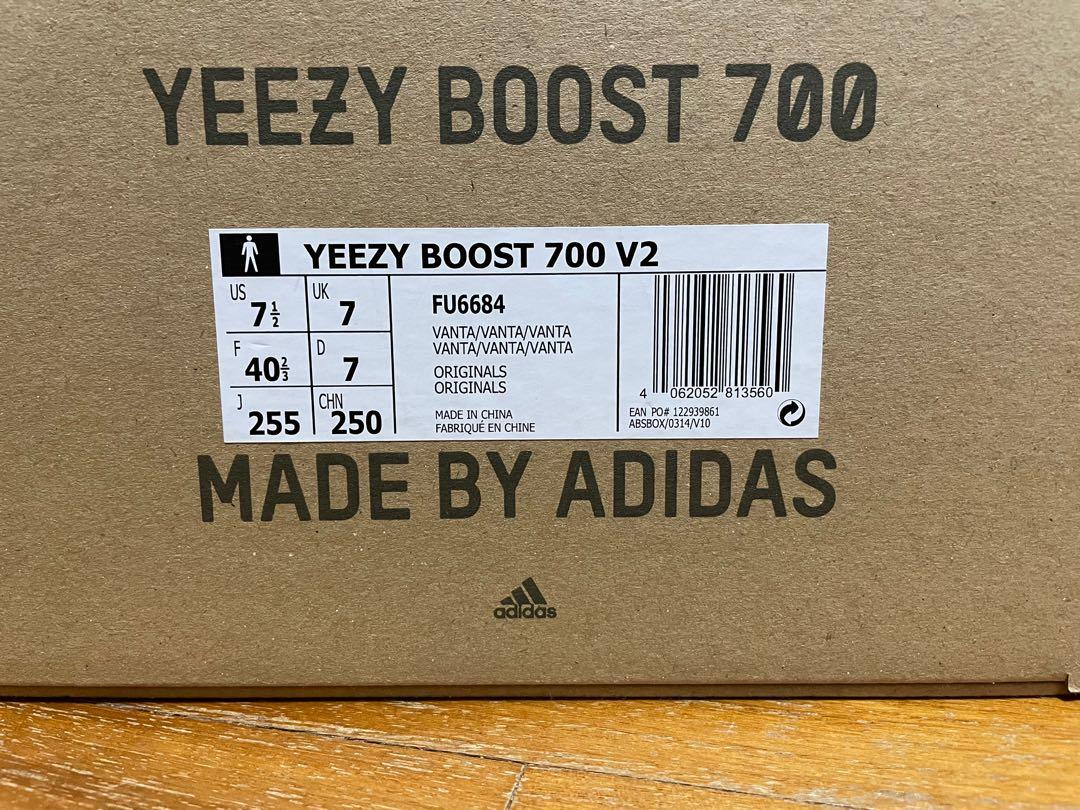 YEEZY BOOST 700
YEEZY BOOST 700 V2
US 7½ UK 7
F 40⅔ D 7
J 255 CHN 250
FU6684
VANTA/VANTA/VANTA
VANTA/VANTA/VANTA
ORIGINALS
ORIGINALS
MADE IN CHINA
FABRIQUÉ EN CHINE
4 062052 813560
EAN PO# 122939861
ABSBOX/0314/V10
MADE BY ADIDAS
adidas